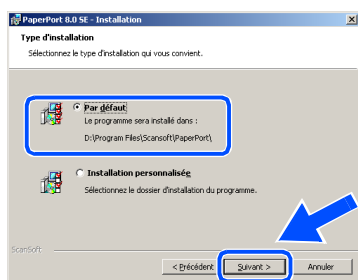 PaperPort 8.0 SE - Installation
Type d'installation
Sélectionnez le type d'installation qui vous convient.
Par défaut
Le programme sera installé dans :
D:\Program Files\Scansoft\PaperPort\
Installation personnalisée
Sélectionnez le dossier d'installation du programme.
ScanSoft
< Précédent
Suivant >
Annuler